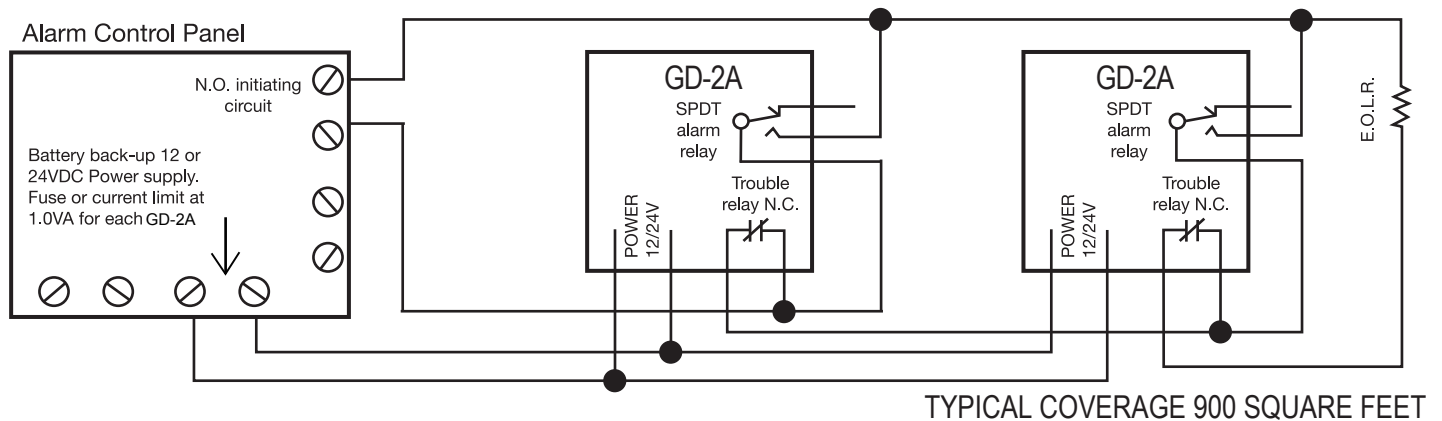 Alarm Control Panel
N.O. initiating
circuit
Battery back-up 12 or
24VDC Power supply.
Fuse or current limit at
1.0VA for each GD-2A
GD-2A
SPDT
alarm
relay
Trouble
relay N.C.
POWER
12/24V
GD-2A
SPDT
alarm
relay
Trouble
relay N.C.
POWER
12/24V
E.O.L.R.
TYPICAL COVERAGE 900 SQUARE FEET